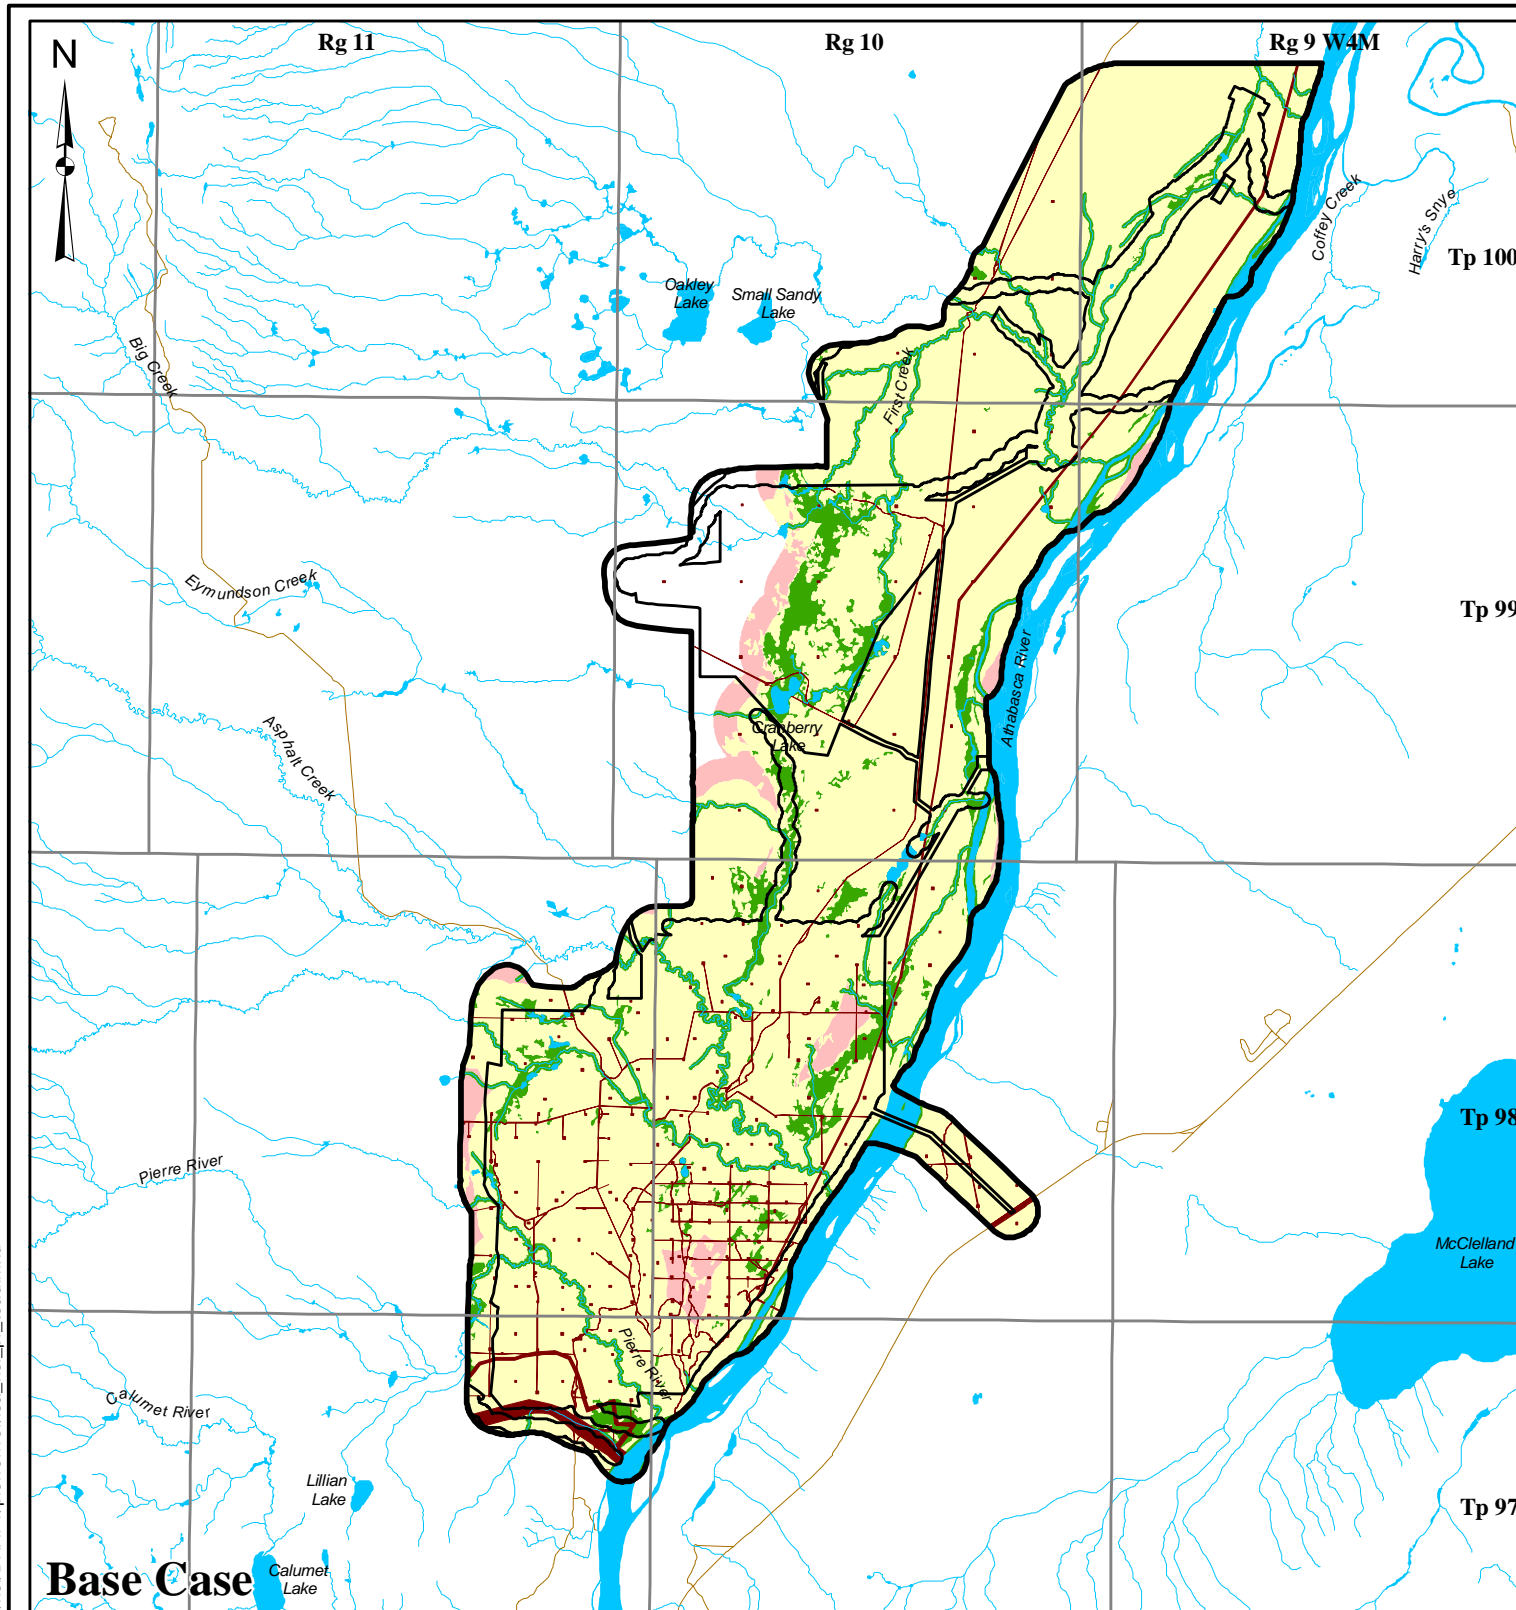 N
Rg 11
Rg 10
Rg 9 W4M
Coffey Creek
Harry's Snye
Tp 100
Oakley
Lake
Small Sandy
Lake
Big Creek
First Creek
Eymundson Creek
Tp 99
Athabasca River
Asphalt Creek
Cranberry
Lake
Tp 98
Pierre River
McClelland
Lake
Pierre River
Calumet River
Lillian
Lake
Tp 97
Base Case
Calumet
Lake